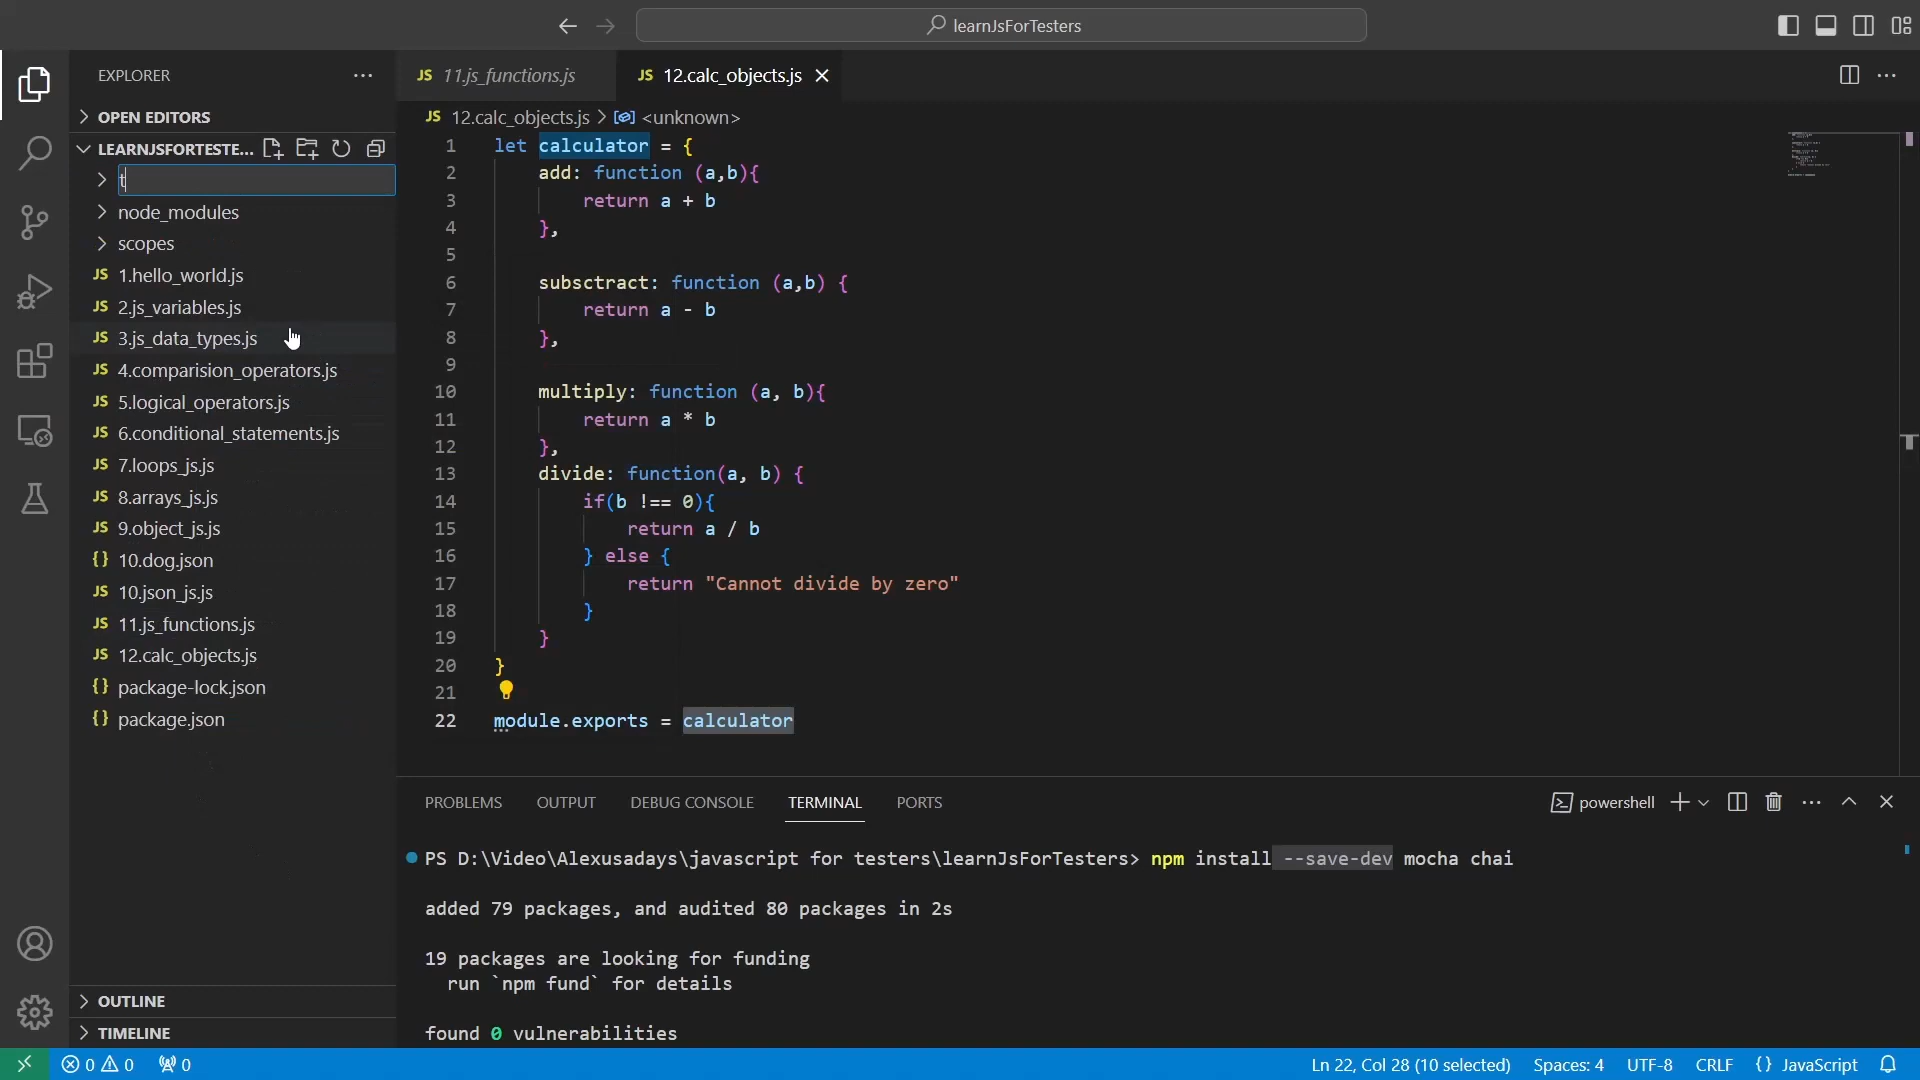 learnJsForTesters
EXPLORER
OPEN EDITORS
LEARNJSFORTESTE...
t
node_modules
scopes
JS 1.hello_world.js
JS 2.js_variables.js
JS 3.js_data_types.js
JS 4.comparision_operators.js
JS 5.logical_operators.js
JS 6.conditional_statements.js
JS 7.loops_js.js
JS 8.arrays_js.js
JS 9.object_js.js
{} 10.dog.json
JS 10.json_js.js
JS 11.js_functions.js
JS 12.calc_objects.js
{} package-lock.json
{} package.json
OUTLINE
TIMELINE
JS 11.js_functions.js
JS 12.calc_objects.js
JS 12.calc_objects.js > <unknown>
1 let calculator = {
2 add: function (a,b){
3 return a + b
4 },
5
6 subsctract: function (a,b) {
7 return a - b
8 },
9
10 multiply: function (a, b){
11 return a * b
12 },
13 divide: function(a, b) {
14 if(b !== 0){
15 return a / b
16 } else {
17 return "Cannot divide by zero"
18 }
19 }
20 }
21
22 module.exports = calculator
PROBLEMS OUTPUT DEBUG CONSOLE TERMINAL PORTS
powershell
PS D:\Video\Alexusadays\javascript for testers\learnJsForTesters> npm install --save-dev mocha chai
added 79 packages, and audited 80 packages in 2s
19 packages are looking for funding
run `npm fund` for details
found 0 vulnerabilities
0 0 0
Ln 22, Col 28 (10 selected) Spaces: 4 UTF-8 CRLF {} JavaScript